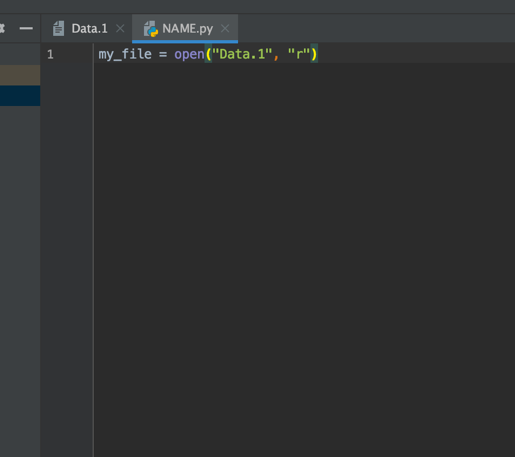 Data.1
NAME.py
1
my_file = open("Data.1", "r")